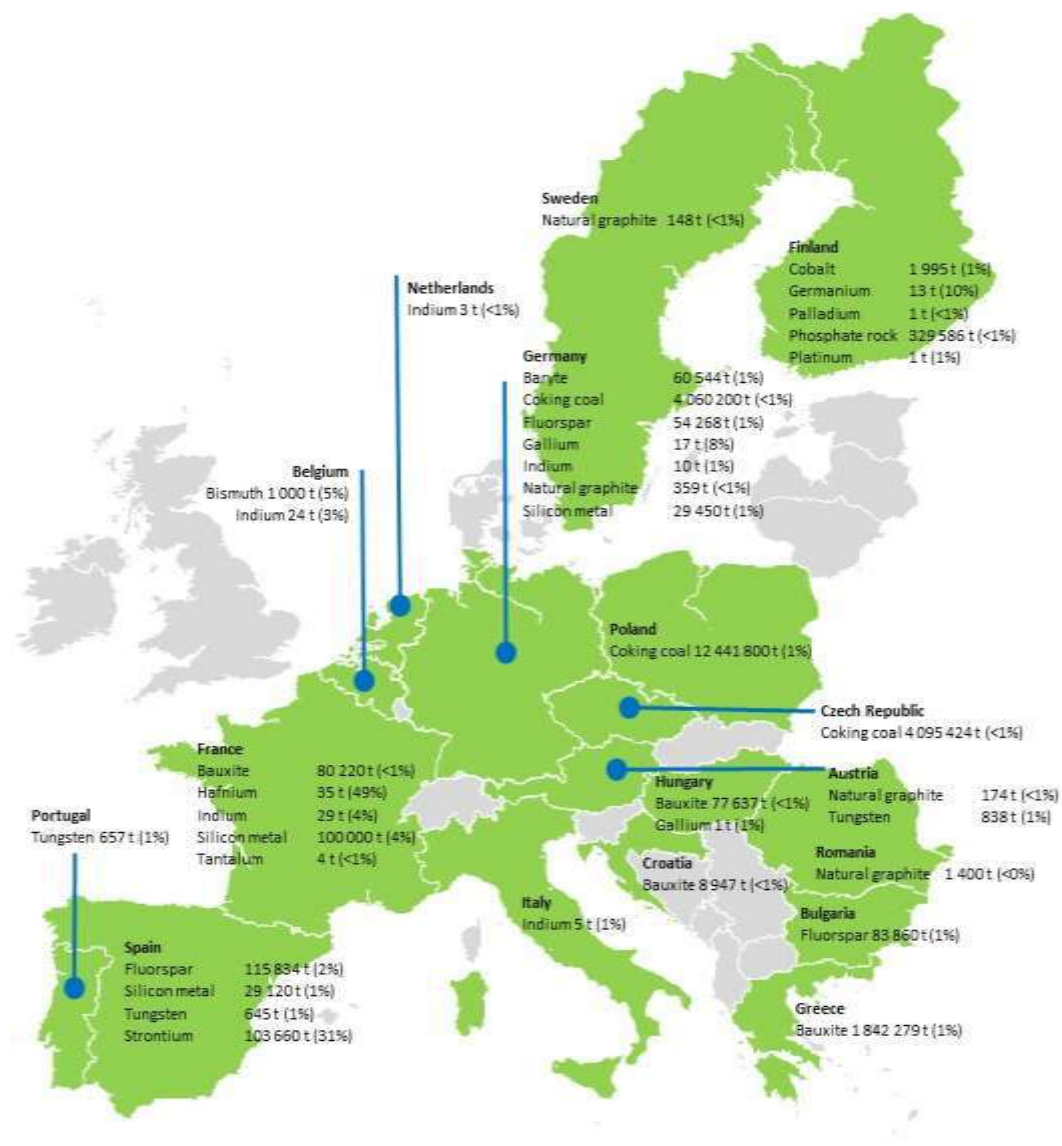 Sweden
Natural graphite 148 t (<1%)
Finland
Cobalt 1 995 t (1%)
Germanium 13 t (10%)
Palladium 1 t (<1%)
Phosphate rock 329 586 t (<1%)
Platinum 1 t (1%)
Netherlands
Indium 3 t (<1%)
Germany
Baryte 60 544 t (1%)
Coking coal 4 060 200 t (<1%)
Fluorspar 54 268 t (1%)
Gallium 17 t (8%)
Indium 10 t (1%)
Natural graphite 359 t (<1%)
Silicon metal 29 450 t (1%)
Belgium
Bismuth 1 000 t (5%)
Indium 24 t (3%)
Poland
Coking coal 12 441 800 t (1%)
Czech Republic
Coking coal 4 095 424 t (<1%)
France
Bauxite 80 220 t (<1%)
Hafnium 35 t (49%)
Indium 29 t (4%)
Silicon metal 100 000 t (4%)
Tantalum 4 t (<1%)
Hungary
Bauxite 77 637 t (<1%)
Gallium 1 t (1%)
Austria
Natural graphite 174 t (<1%)
Tungsten 838 t (1%)
Portugal
Tungsten 657 t (1%)
Croatia
Bauxite 8 947 t (<1%)
Romania
Natural graphite 1 400 t (<0%)
Italy
Indium 5 t (1%)
Bulgaria
Fluorspar 83 860 t (1%)
Spain
Fluorspar 115 834 t (2%)
Silicon metal 29 120 t (1%)
Tungsten 645 t (1%)
Strontium 103 660 t (31%)
Greece
Bauxite 1 842 279 t (1%)